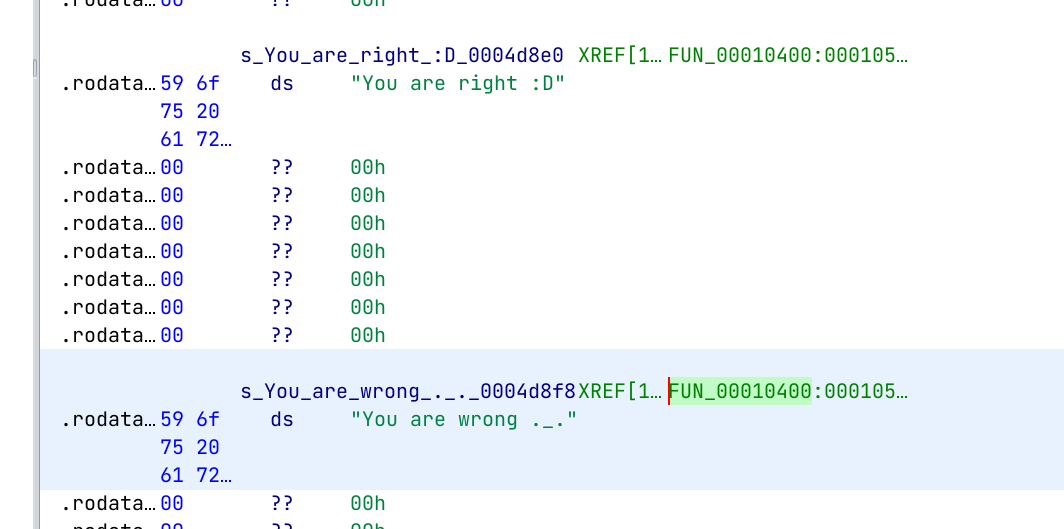 .rodata… 00 ?? 00h
s_You_are_right_:D_0004d8e0 XREF[1… FUN_00010400:000105…
.rodata… 59 6f ds "You are right :D"
75 20
61 72…
.rodata… 00 ?? 00h
.rodata… 00 ?? 00h
.rodata… 00 ?? 00h
.rodata… 00 ?? 00h
.rodata… 00 ?? 00h
.rodata… 00 ?? 00h
.rodata… 00 ?? 00h
s_You_are_wrong_._._0004d8f8 XREF[1… FUN_00010400:000105…
.rodata… 59 6f ds "You are wrong ._."
75 20
61 72…
.rodata… 00 ?? 00h
.rodata… 00 ?? 00h